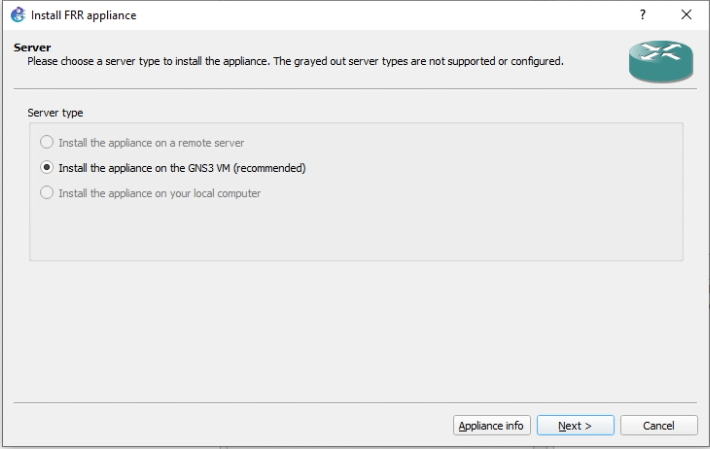 Install FRR appliance
?
Server
Please choose a server type to install the appliance. The grayed out server types are not supported or configured.
Server type
Install the appliance on a remote server
Install the appliance on the GNS3 VM (recommended)
Install the appliance on your local computer
Appliance info
Next >
Cancel